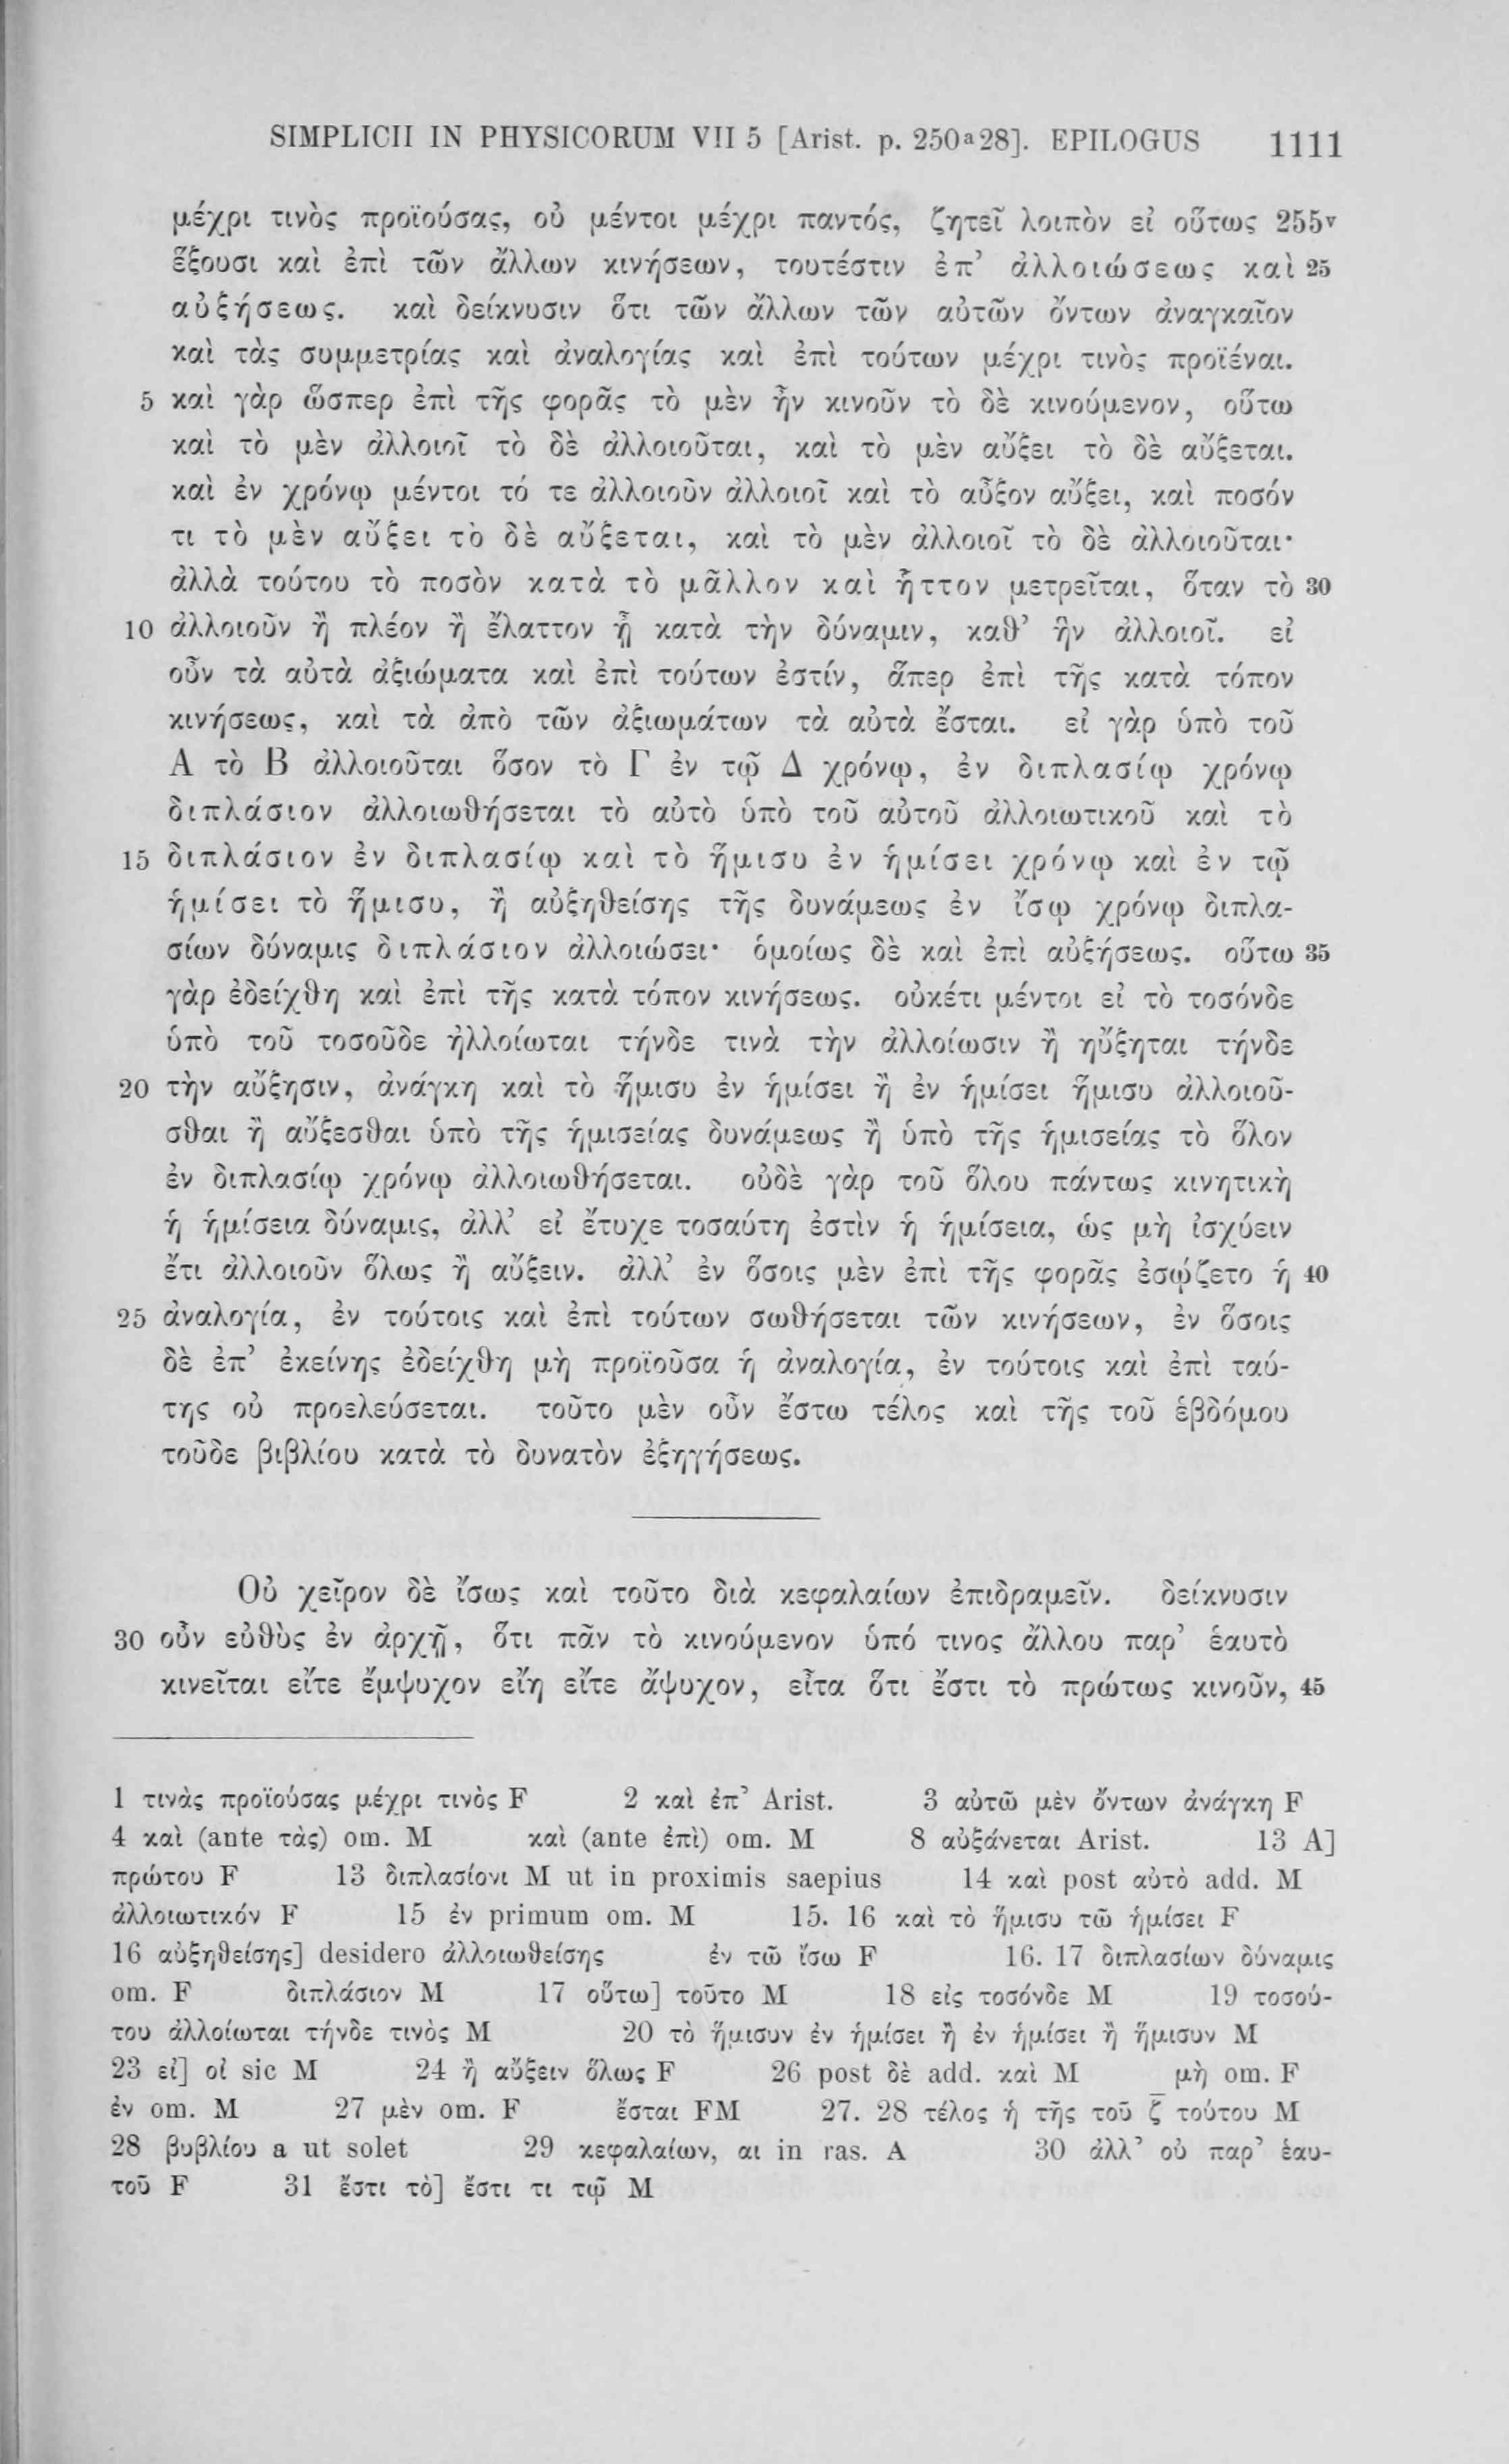 SIMPLICII IN PHYSICORUM VII 5 [Arist. p. 250ᵃ28]. EPILOGUS 1111
μέχρι τινὸς προϊούσας, οὐ μέντοι μέχρι παντός, ζητεῖ λοιπὸν εἰ οὕτως 255ᵛ
ἕξουσι καὶ ἐπὶ τῶν ἄλλων κινήσεων, τουτέστιν ἐπ’ ἀλλοιώσεως καὶ 25
αὐξήσεως. καὶ δείκνυσιν ὅτι τῶν ἄλλων τῶν αὐτῶν ὄντων ἀναγκαῖον
καὶ τὰς συμμετρίας καὶ ἀναλογίας καὶ ἐπὶ τούτων μέχρι τινὸς προϊέναι.
5 καὶ γὰρ ὥσπερ ἐπὶ τῆς φορᾶς τὸ μὲν ἦν κινοῦν τὸ δὲ κινούμενον, οὕτω
καὶ τὸ μὲν ἀλλοιοῖ τὸ δὲ ἀλλοιοῦται, καὶ τὸ μὲν αὔξει τὸ δὲ αὔξεται.
καὶ ἐν χρόνῳ μέντοι τό τε ἀλλοιοῦν ἀλλοιοῖ καὶ τὸ αὖξον αὔξει, καὶ ποσόν
τι τὸ μὲν αὔξει τὸ δὲ αὔξεται, καὶ τὸ μὲν ἀλλοιοῖ τὸ δὲ ἀλλοιοῦται·
ἀλλὰ τούτου τὸ ποσὸν κατὰ τὸ μᾶλλον καὶ ἧττον μετρεῖται, ὅταν τὸ 30
10 ἀλλοιοῦν ἢ πλέον ἢ ἔλαττον ᾖ κατὰ τὴν δύναμιν, καθ’ ἣν ἀλλοιοῖ. εἰ
οὖν τὰ αὐτὰ ἀξιώματα καὶ ἐπὶ τούτων ἐστίν, ἅπερ ἐπὶ τῆς κατὰ τόπον
κινήσεως, καὶ τὰ ἀπὸ τῶν ἀξιωμάτων τὰ αὐτὰ ἔσται. εἰ γὰρ ὑπὸ τοῦ
Α τὸ Β ἀλλοιοῦται ὅσον τὸ Γ ἐν τῷ Δ χρόνῳ, ἐν διπλασίῳ χρόνῳ
διπλάσιον ἀλλοιωθήσεται τὸ αὐτὸ ὑπὸ τοῦ αὐτοῦ ἀλλοιωτικοῦ καὶ τὸ
15 διπλάσιον ἐν διπλασίῳ καὶ τὸ ἥμισυ ἐν ἡμίσει χρόνῳ καὶ ἐν τῷ
ἡμίσει τὸ ἥμισυ, ἢ αὐξηθείσης τῆς δυνάμεως ἐν ἴσῳ χρόνῳ διπλα-
σίων δύναμις διπλάσιον ἀλλοιώσει· ὁμοίως δὲ καὶ ἐπὶ αὐξήσεως. οὕτω 35
γὰρ ἐδείχθη καὶ ἐπὶ τῆς κατὰ τόπον κινήσεως. οὐκέτι μέντοι εἰ τὸ τοσόνδε
ὑπὸ τοῦ τοσοῦδε ἠλλοίωται τήνδε τινὰ τὴν ἀλλοίωσιν ἢ ηὔξηται τήνδε
20 τὴν αὔξησιν, ἀνάγκη καὶ τὸ ἥμισυ ἐν ἡμίσει ἢ ἐν ἡμίσει ἥμισυ ἀλλοιοῦ-
σθαι ἢ αὔξεσθαι ὑπὸ τῆς ἡμισείας δυνάμεως ἢ ὑπὸ τῆς ἡμισείας τὸ ὅλον
ἐν διπλασίῳ χρόνῳ ἀλλοιωθήσεται. οὐδὲ γὰρ τοῦ ὅλου πάντως κινητικὴ
ἡ ἡμίσεια δύναμις, ἀλλ’ εἰ ἔτυχε τοσαύτη ἐστὶν ἡ ἡμίσεια, ὡς μὴ ἰσχύειν
ἔτι ἀλλοιοῦν ὅλως ἢ αὔξειν. ἀλλ’ ἐν ὅσοις μὲν ἐπὶ τῆς φορᾶς ἐσῴζετο ἡ 40
25 ἀναλογία, ἐν τούτοις καὶ ἐπὶ τούτων σωθήσεται τῶν κινήσεων, ἐν ὅσοις
δὲ ἐπ’ ἐκείνης ἐδείχθη μὴ προϊοῦσα ἡ ἀναλογία, ἐν τούτοις καὶ ἐπὶ ταύ-
της οὐ προελεύσεται. τοῦτο μὲν οὖν ἔστω τέλος καὶ τῆς τοῦ ἑβδόμου
τοῦδε βιβλίου κατὰ τὸ δυνατὸν ἐξηγήσεως.
Οὐ χεῖρον δὲ ἴσως καὶ τοῦτο διὰ κεφαλαίων ἐπιδραμεῖν. δείκνυσιν
30 οὖν εὐθὺς ἐν ἀρχῇ, ὅτι πᾶν τὸ κινούμενον ὑπό τινος ἄλλου παρ’ ἑαυτὸ
κινεῖται εἴτε ἔμψυχον εἴη εἴτε ἄψυχον, εἶτα ὅτι ἔστι τὸ πρώτως κινοῦν, 45
1 τινὰς προϊούσας μέχρι τινὸς F 2 καὶ ἐπ’ Arist. 3 αὐτῶ μὲν ὄντων ἀνάγκη F
4 καὶ (ante τὰς) om. M καὶ (ante ἐπὶ) om. M 8 αὐξάνεται Arist. 13 Α]
πρώτου F 13 διπλασίονι M ut in proximis saepius 14 καὶ post αὐτὸ add. M
ἀλλοιωτικόν F 15 ἐν primum om. M 15. 16 καὶ τὸ ἥμισυ τῶ ἡμίσει F
16 αὐξηθείσης] desidero ἀλλοιωθείσης ἐν τῶ ἴσω F 16. 17 διπλασίων δύναμις
om. F διπλάσιον M 17 οὕτω] τοῦτο M 18 εἰς τοσόνδε M 19 τοσού-
του ἀλλοίωται τήνδε τινὸς M 20 τὸ ἥμισυν ἐν ἡμίσει ἢ ἐν ἡμίσει ἢ ἥμισυν M
23 εἰ] οἱ sic M 24 ἢ αὔξειν ὅλως F 26 post δὲ add. καὶ M μὴ om. F
ἐν om. M 27 μὲν om. F ἔσται FM 27. 28 τέλος ἡ τῆς τοῦ ζ̄ τούτου M
28 βυβλίου a ut solet 29 κεφαλαίων, αι in ras. A 30 ἀλλ’ οὐ παρ’ ἑαυ-
τοῦ F 31 ἔστι τὸ] ἔστι τι τῷ M